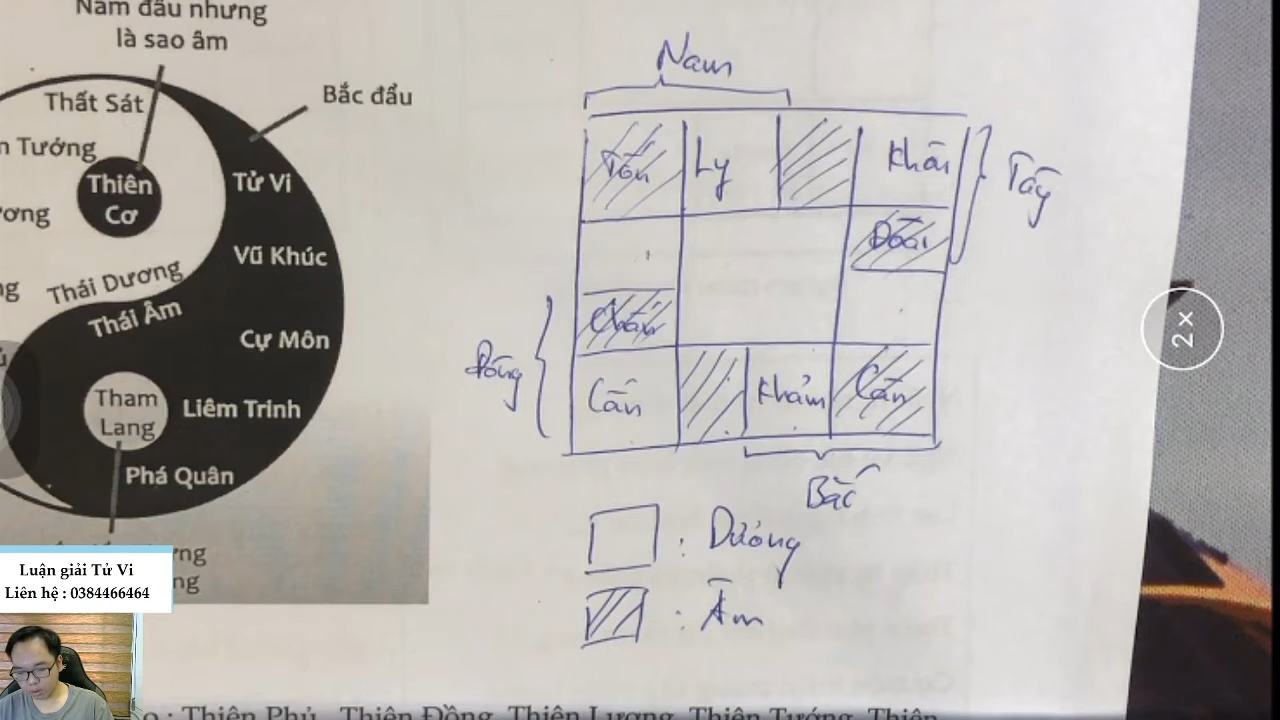 Nam đẩu nhưng
là sao âm
Bắc đẩu
Thất Sát
Tướng
Thiên
Cơ
Tử Vi
Vũ Khúc
Thái Dương
Thái Âm
Cự Môn
Tham
Lang
Liêm Trinh
Phá Quân
Nam
Tốn
Ly
Khôn
Tây
Đoài
Chấn
Đông
Cấn
Khảm
Càn
Bắc
: Dương
: Âm
2×
Luận giải Tử Vi
Liên hệ : 0384466464
: Thiên Phủ, Thiên Đồng, Thiên Lương, Thiên Tướng, Thiên